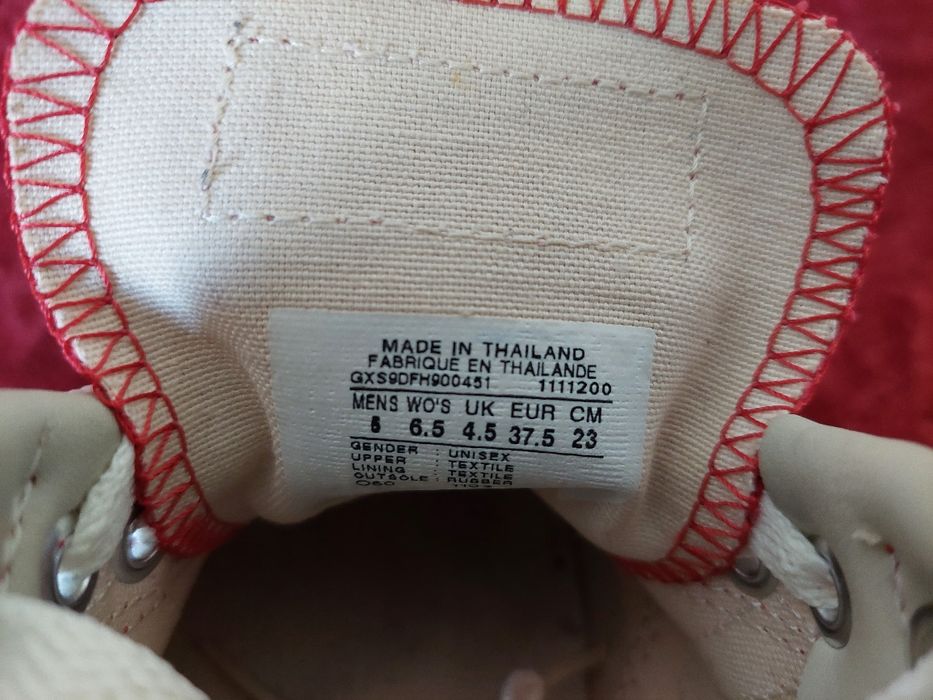 MADE IN THAILAND
FABRIQUE EN THAILANDE
GXS9DFH900451 1111200
MENS WO'S UK EUR CM
6.5 4.5 37.5 23
GENDER : UNISEX
UPPER : TEXTILE
LINING : TEXTILE
OUTSOLE : RUBBER